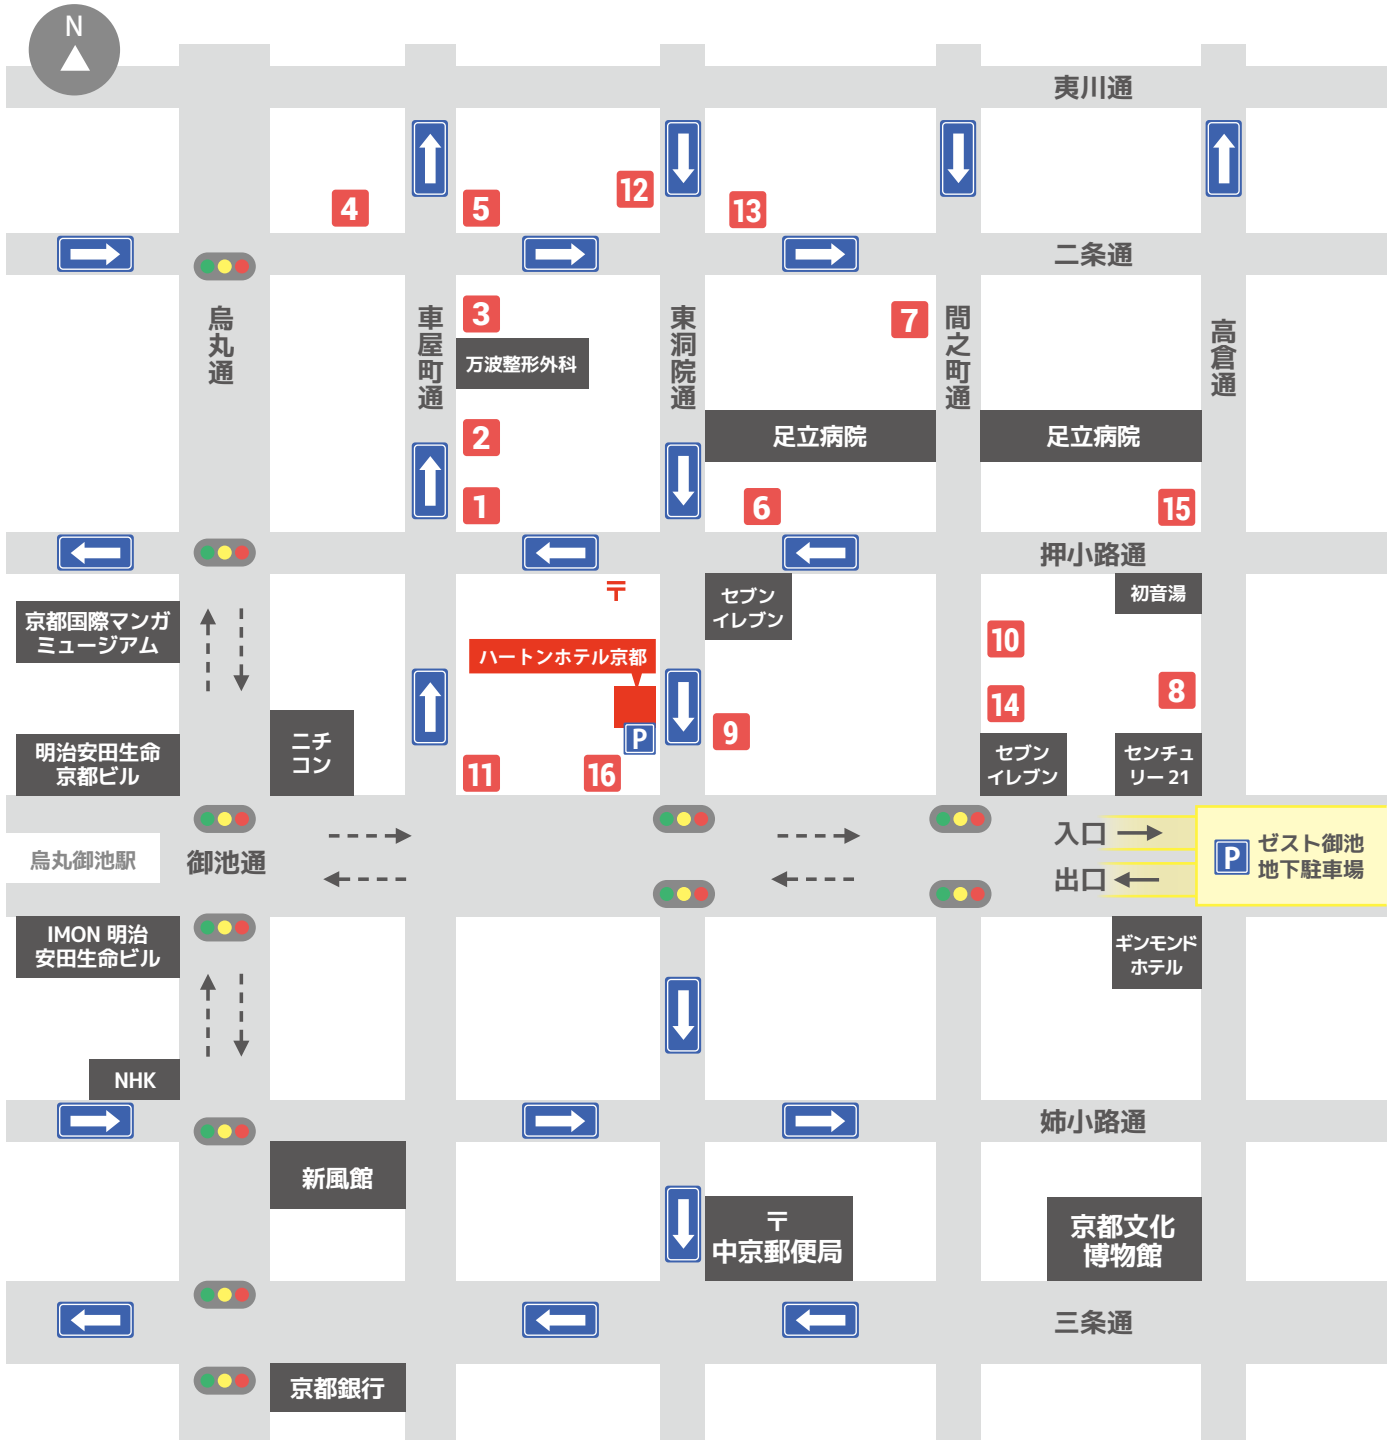 N
夷川通
12
4
5
13
二条通
烏丸通
車屋町通
東洞院通
間之町通
高倉通
3
7
万波整形外科
2
足立病院
足立病院
1
6
15
押小路通
〒
京都国際マンガ
ミュージアム
セブン
イレブン
初音湯
10
ハートンホテル京都
8
14
P
9
明治安田生命
京都ビル
ニチ
コン
11
16
セブン
イレブン
センチュ
リー21
烏丸御池駅
御池通
入口
出口
P
ゼスト御池
地下駐車場
IMON 明治
安田生命ビル
ギンモンド
ホテル
NHK
姉小路通
新風館
〒
中京郵便局
京都文化
博物館
三条通
京都銀行